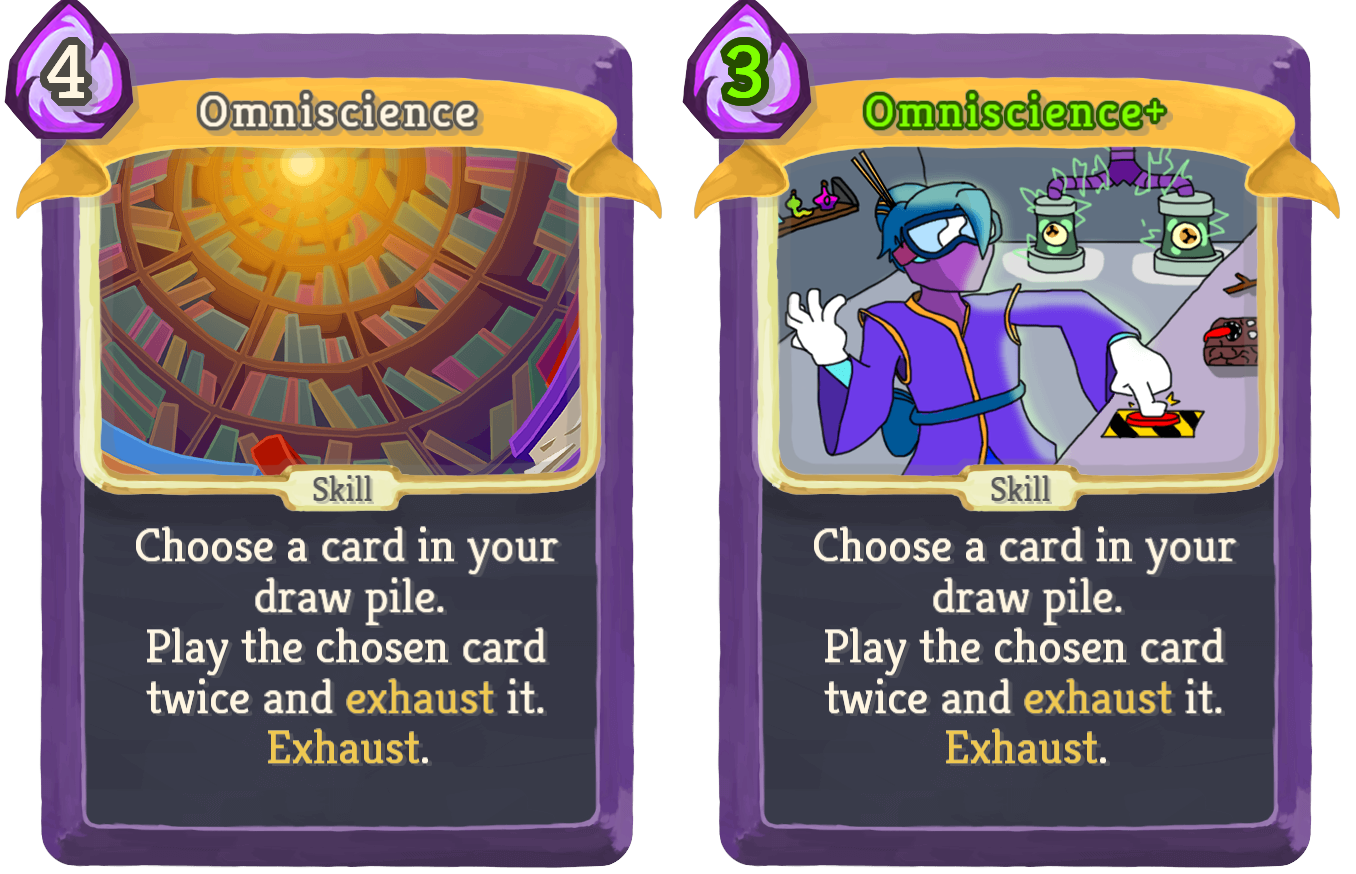 4
Omniscience
Skill
Choose a card in your
draw pile.
Play the chosen card
twice and exhaust it.
Exhaust.
3
Omniscience+
Skill
Choose a card in your
draw pile.
Play the chosen card
twice and exhaust it.
Exhaust.